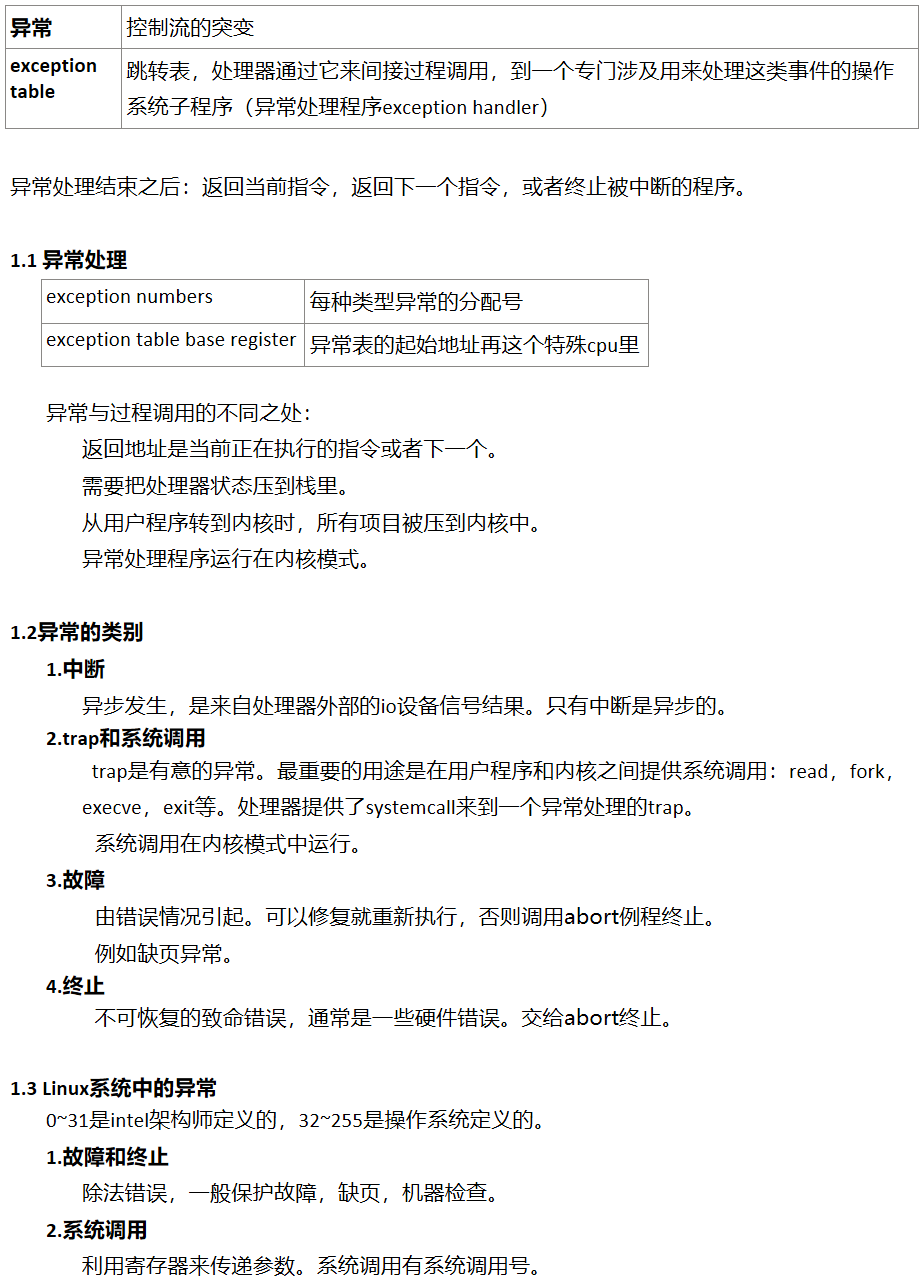 异常 控制流的突变
exception table 跳转表，处理器通过它来间接过程调用，到一个专门涉及用来处理这类事件的操作
系统子程序（异常处理程序exception handler）
异常处理结束之后：返回当前指令，返回下一个指令，或者终止被中断的程序。
1.1 异常处理
exception numbers 每种类型异常的分配号
exception table base register 异常表的起始地址再这个特殊cpu里
异常与过程调用的不同之处：
返回地址是当前正在执行的指令或者下一个。
需要把处理器状态压到栈里。
从用户程序转到内核时，所有项目被压到内核中。
异常处理程序运行在内核模式。
1.2异常的类别
1.中断
异步发生，是来自处理器外部的io设备信号结果。只有中断是异步的。
2.trap和系统调用
trap是有意的异常。最重要的用途是在用户程序和内核之间提供系统调用：read，fork，
execve，exit等。处理器提供了systemcall来到一个异常处理的trap。
系统调用在内核模式中运行。
3.故障
由错误情况引起。可以修复就重新执行，否则调用abort例程终止。
例如缺页异常。
4.终止
不可恢复的致命错误，通常是一些硬件错误。交给abort终止。
1.3 Linux系统中的异常
0~31是intel架构师定义的，32~255是操作系统定义的。
1.故障和终止
除法错误，一般保护故障，缺页，机器检查。
2.系统调用
利用寄存器来传递参数。系统调用有系统调用号。